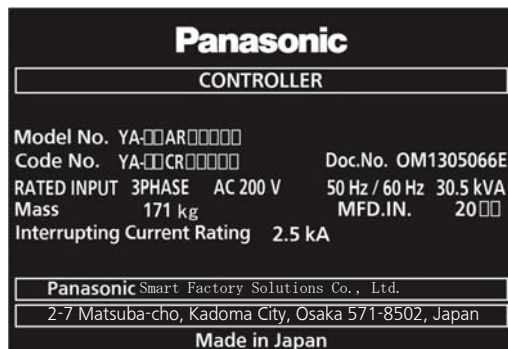 Panasonic
CONTROLLER
Model No. YA-□□AR□□□□□
Code No. YA-□□CR□□□□□ Doc.No. OM1305066E
RATED INPUT 3PHASE AC 200 V 50 Hz / 60 Hz 30.5 kVA
Mass 171 kg MFD.IN. 20□□
Interrupting Current Rating 2.5 kA
Panasonic Smart Factory Solutions Co., Ltd.
2-7 Matsuba-cho, Kadoma City, Osaka 571-8502, Japan
Made in Japan